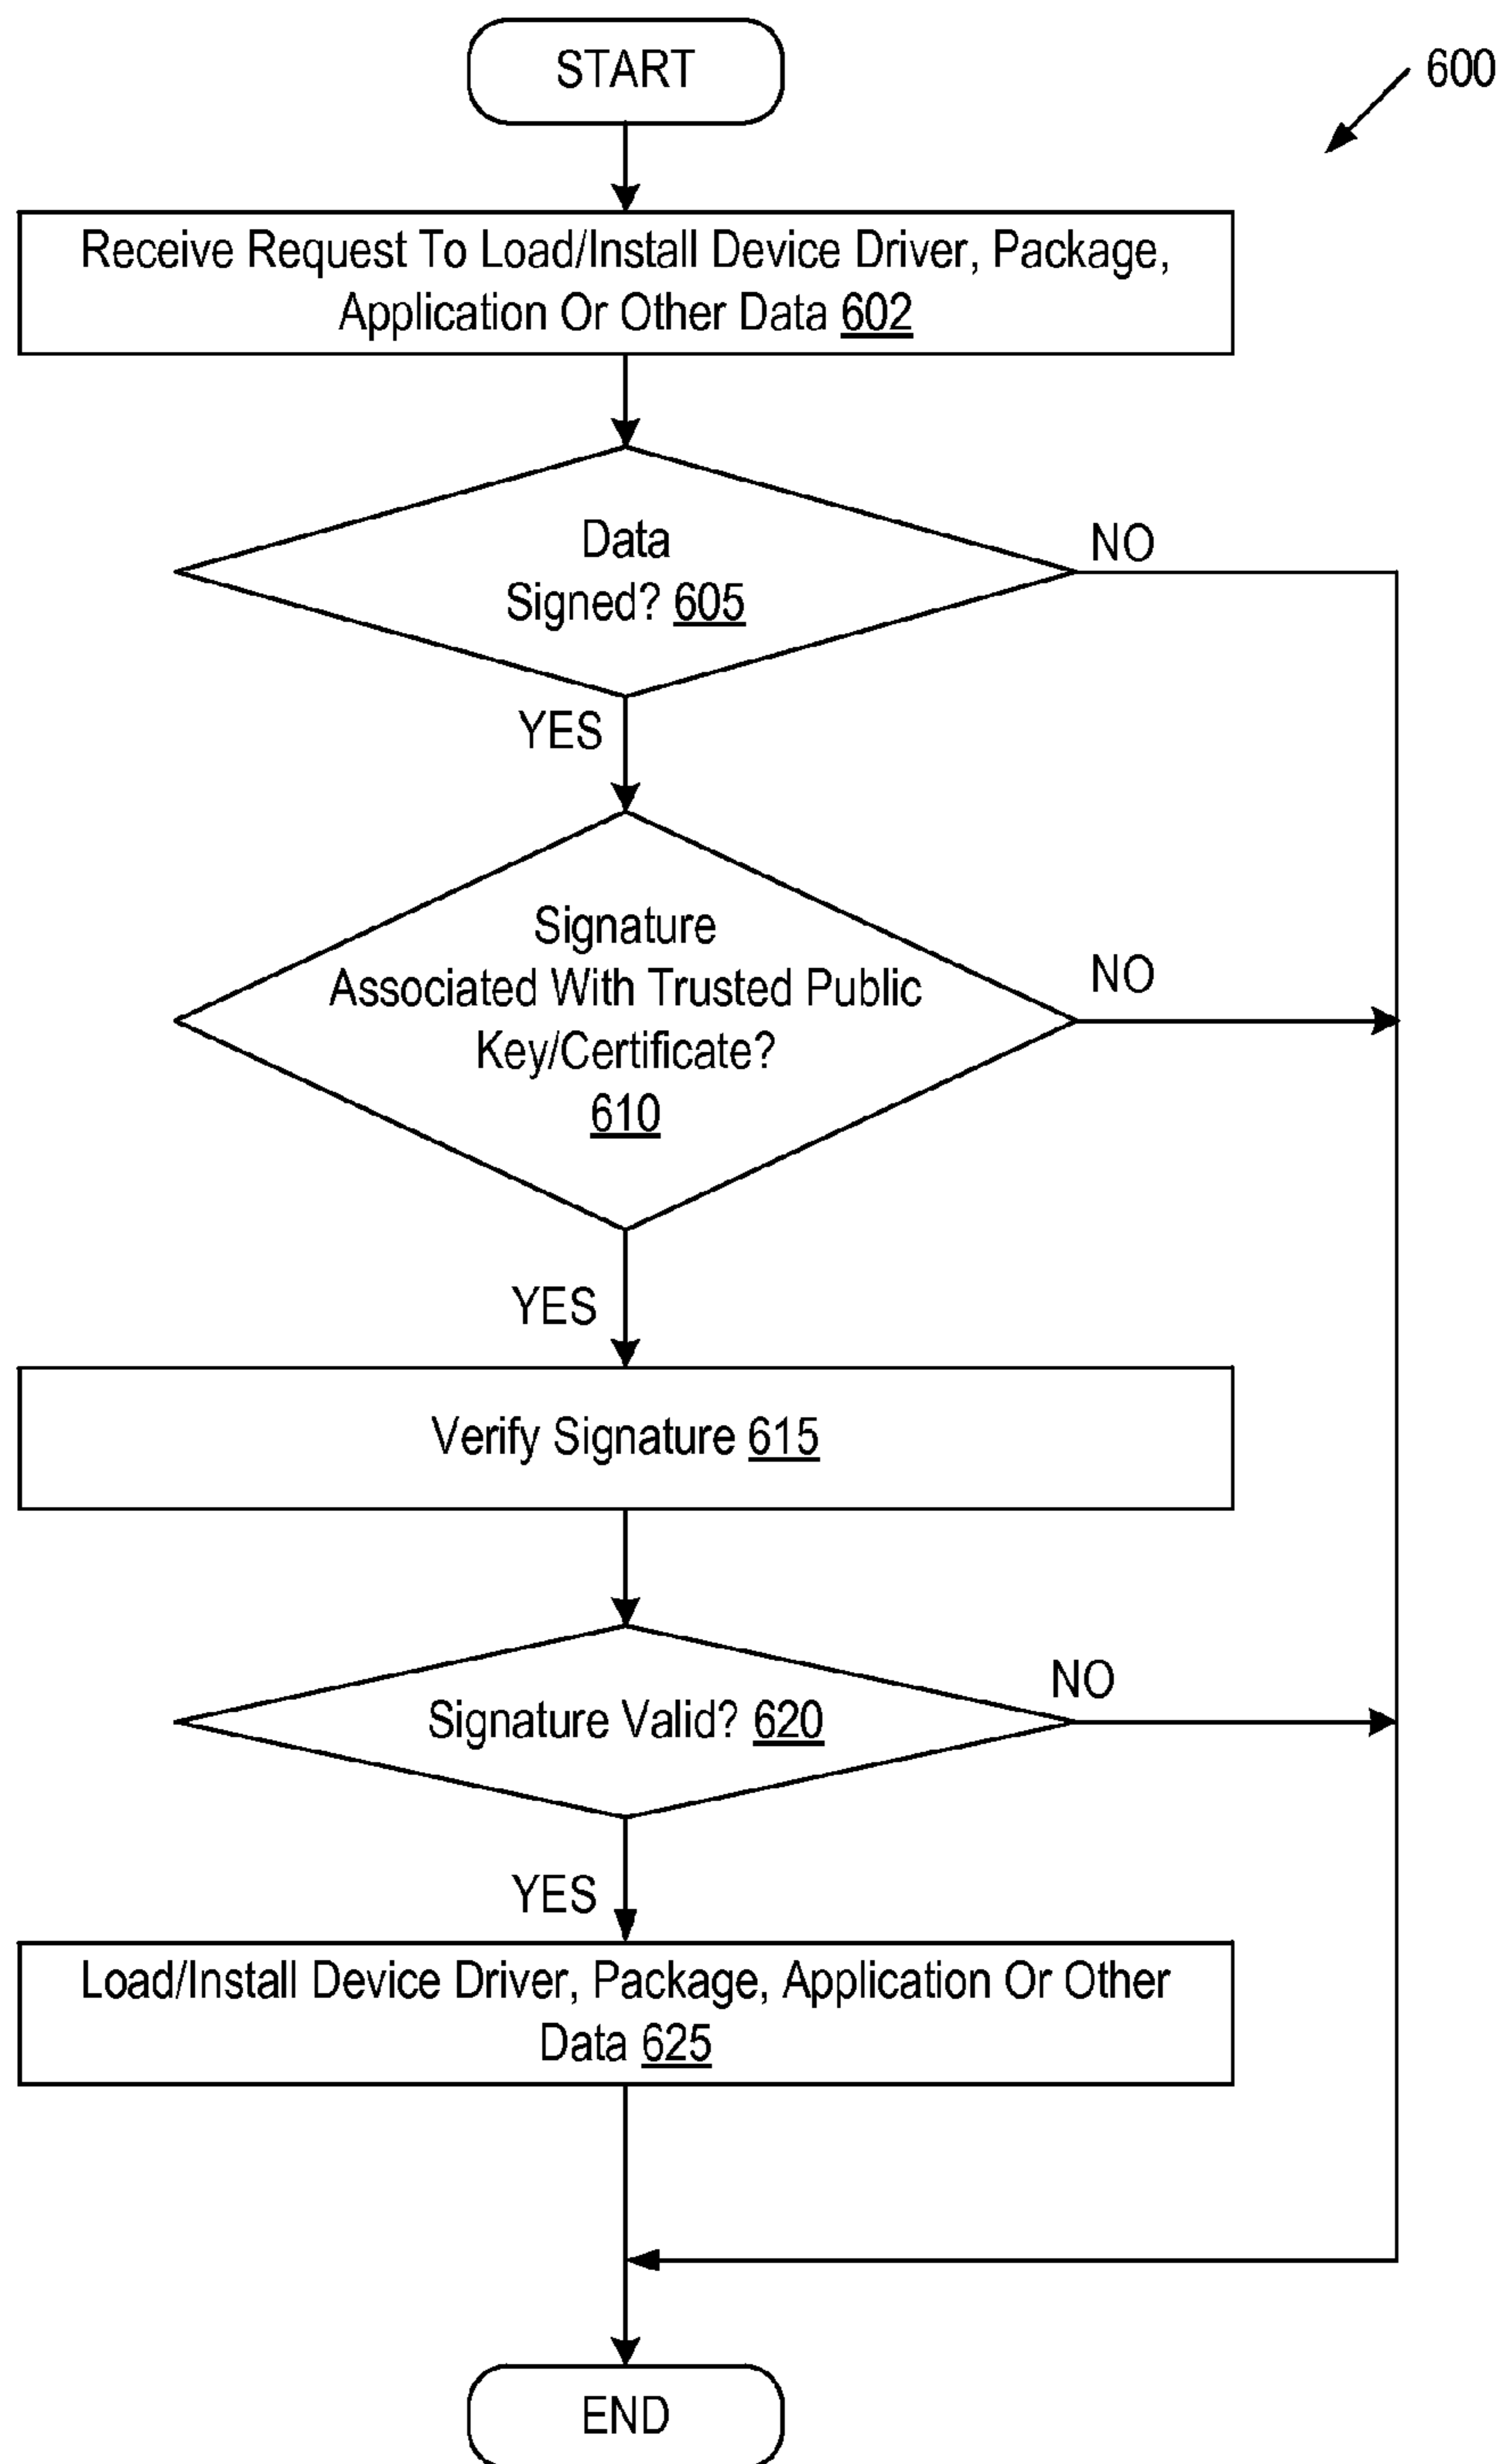 START
600
Receive Request To Load/Install Device Driver, Package,
Application Or Other Data 602
Data
Signed? 605
NO
YES
Signature
Associated With Trusted Public
Key/Certificate?
610
NO
YES
Verify Signature 615
Signature Valid? 620
NO
YES
Load/Install Device Driver, Package, Application Or Other
Data 625
END